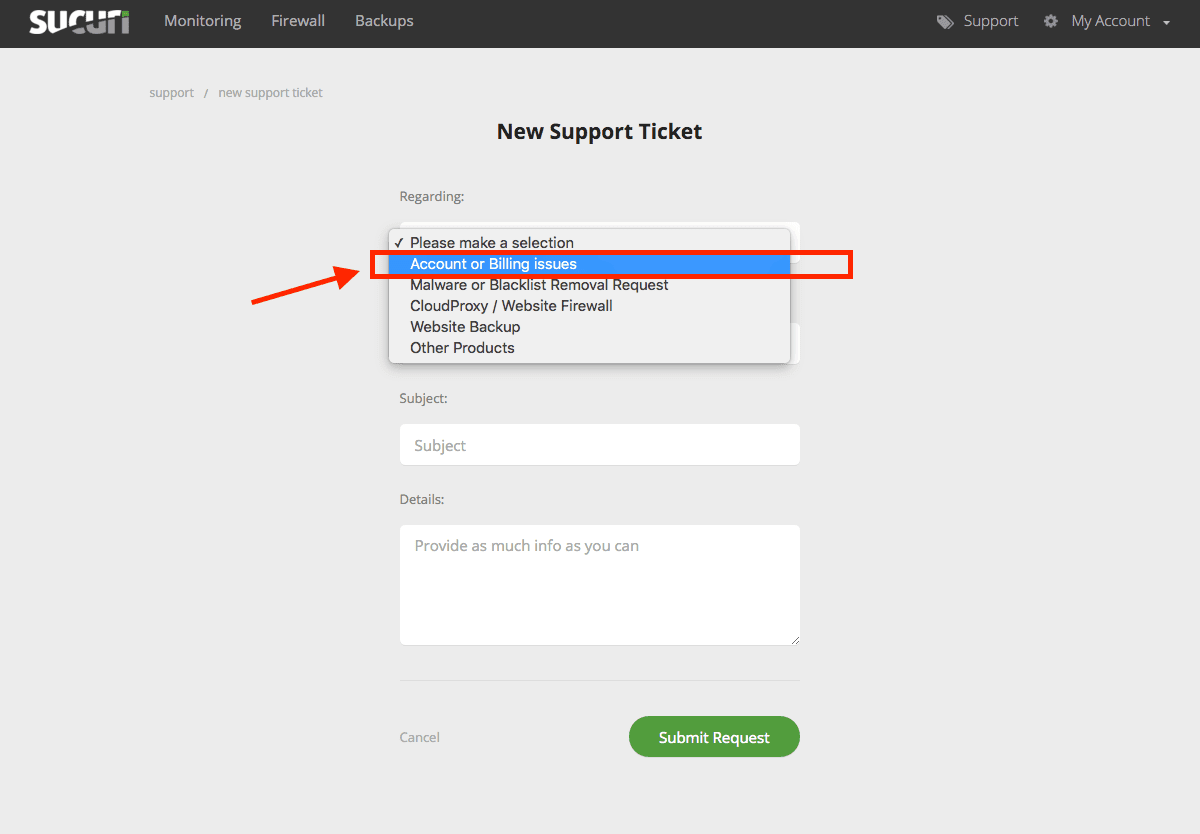 SUCURI Monitoring Firewall Backups Support My Account
support / new support ticket
New Support Ticket
Regarding:
✓ Please make a selection
Account or Billing issues
Malware or Blacklist Removal Request
CloudProxy / Website Firewall
Website Backup
Other Products
Subject:
Subject
Details:
Provide as much info as you can
Cancel Submit Request